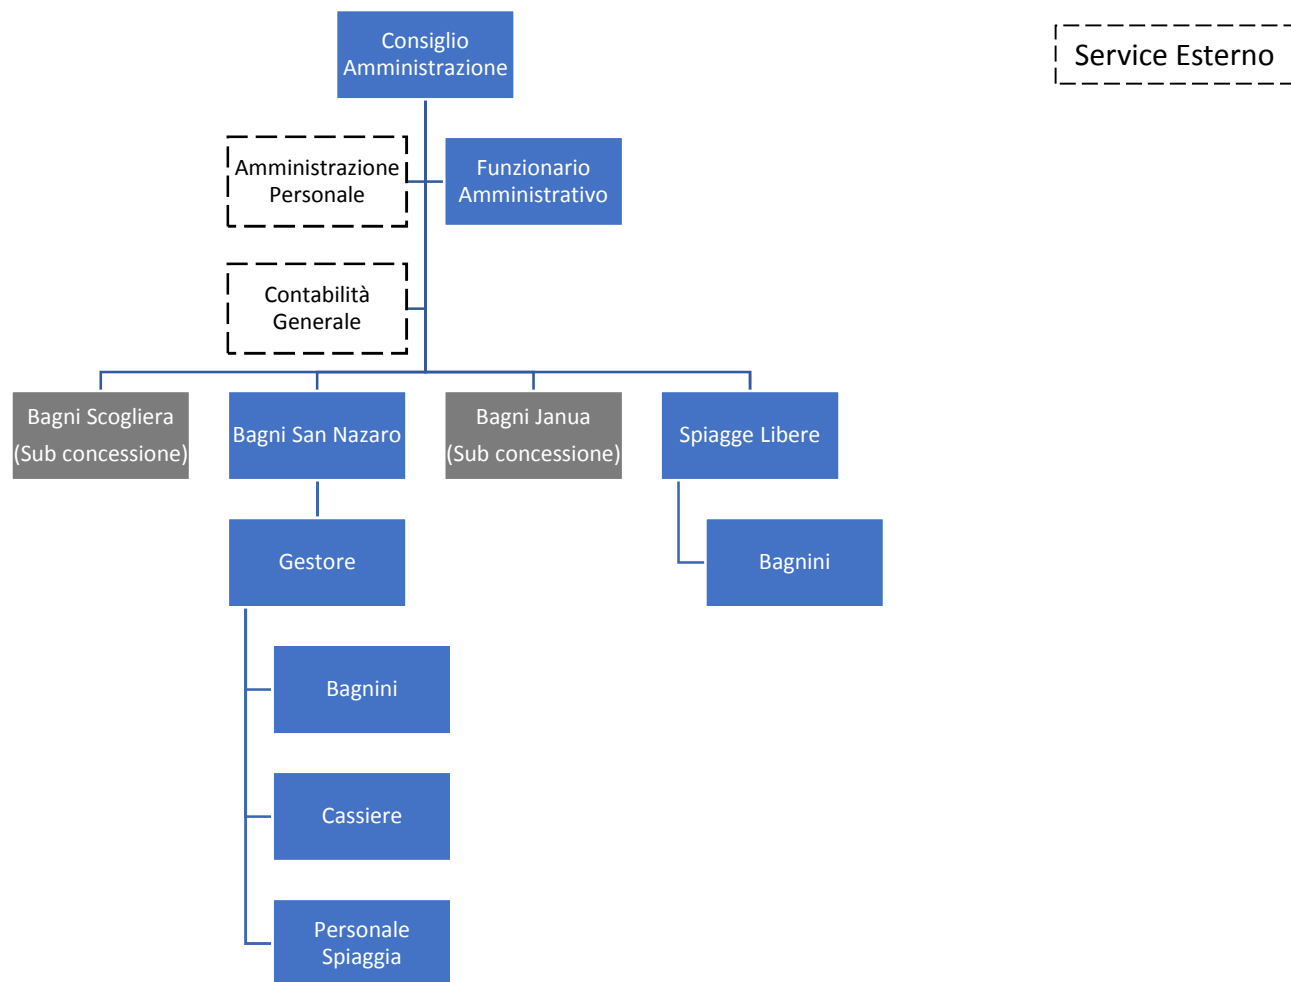 Consiglio
Amministrazione
Service Esterno
Amministrazione
Personale
Funzionario
Amministrativo
Contabilità
Generale
Bagni Scogliera
(Sub concessione)
Bagni San Nazaro
Bagni Janua
(Sub concessione)
Spiagge Libere
Gestore
Bagnini
Bagnini
Cassiere
Personale
Spiaggia